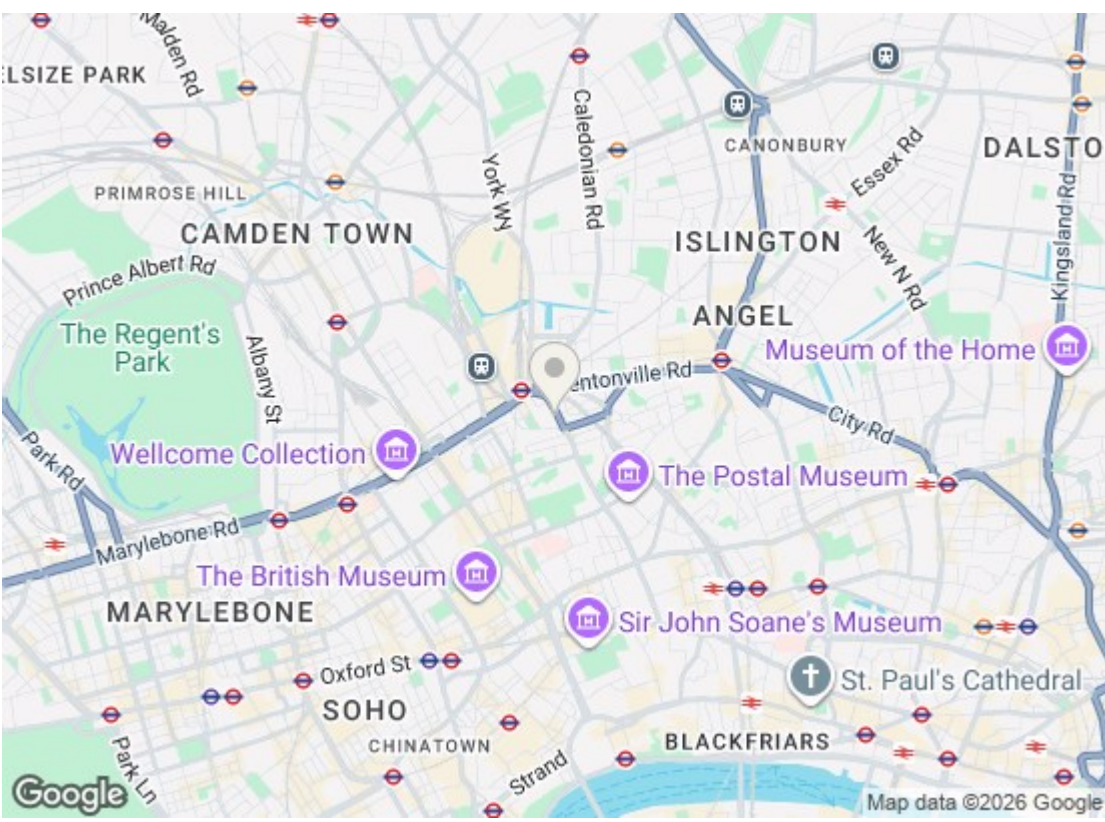 Malden Rd
ELSIZE PARK
Caledonian Rd
CANONBURY
Essex Rd
DALSTO
York Wy
PRIMROSE HILL
CAMDEN TOWN
ISLINGTON
New N Rd
Kingsland Rd
Prince Albert Rd
ANGEL
The Regent's
Park
Albany St
Museum of the Home
entonville Rd
City Rd
Park Rd
Wellcome Collection
The Postal Museum
Marylebone Rd
The British Museum
MARYLEBONE
Sir John Soane's Museum
Oxford St
St. Paul's Cathedral
SOHO
CHINATOWN
BLACKFRIARS
Park Ln
Strand
Google
Map data ©2026 Google